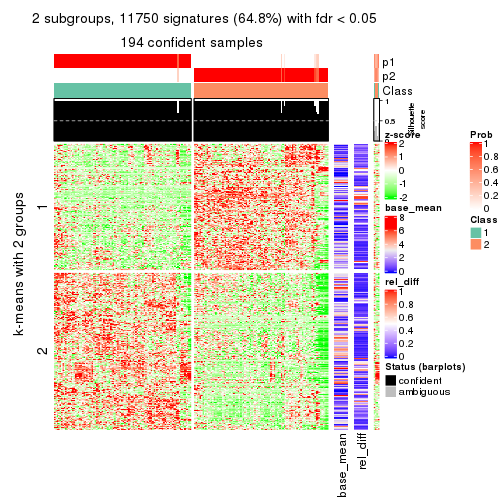 2 subgroups, 11750 signatures (64.8%) with fdr < 0.05
194 confident samples
p1
p2
Class
1
0.5
0
Silhouette
score
k-means with 2 groups
1
2
base_mean
rel_diff
z-score
2
1
0
-1
-2
base_mean
8
6
4
2
0
rel_diff
1
0.8
0.6
0.4
0.2
0
Status (barplots)
confident
ambiguous
Prob
1
0.8
0.6
0.4
0.2
0
Class
1
2